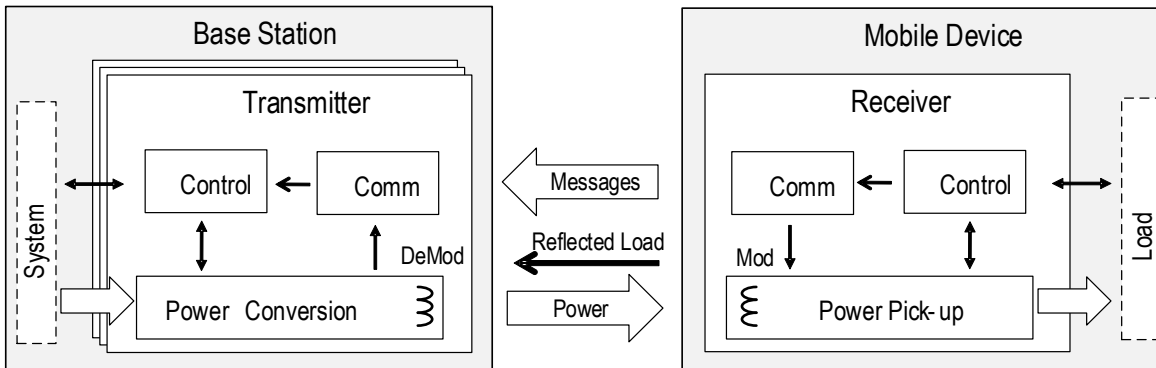 Base Station
Mobile Device
Transmitter
Receiver
System
Control
Comm
Messages
Comm
Control
Load
DeMod
Reflected Load
Mod
Power Conversion
Power
Power Pick-up